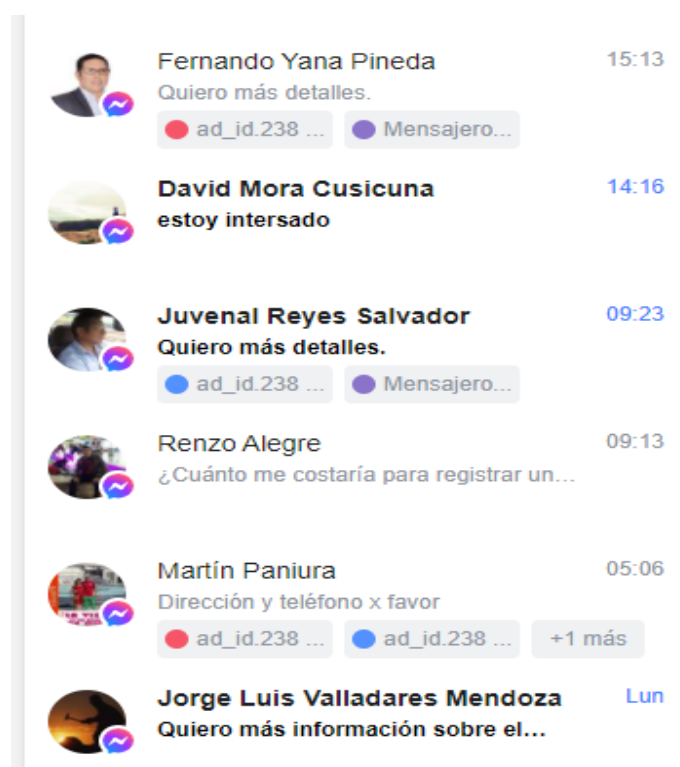 Fernando Yana Pineda 15:13
Quiero más detalles.
ad_id.238 ... Mensajero...
David Mora Cusicuna 14:16
estoy intersado
Juvenal Reyes Salvador 09:23
Quiero más detalles.
ad_id.238 ... Mensajero...
Renzo Alegre 09:13
¿Cuánto me costaría para registrar un...
Martín Paniura 05:06
Dirección y teléfono x favor
ad_id.238 ... ad_id.238 ... +1 más
Jorge Luis Valladares Mendoza Lun
Quiero más información sobre el...